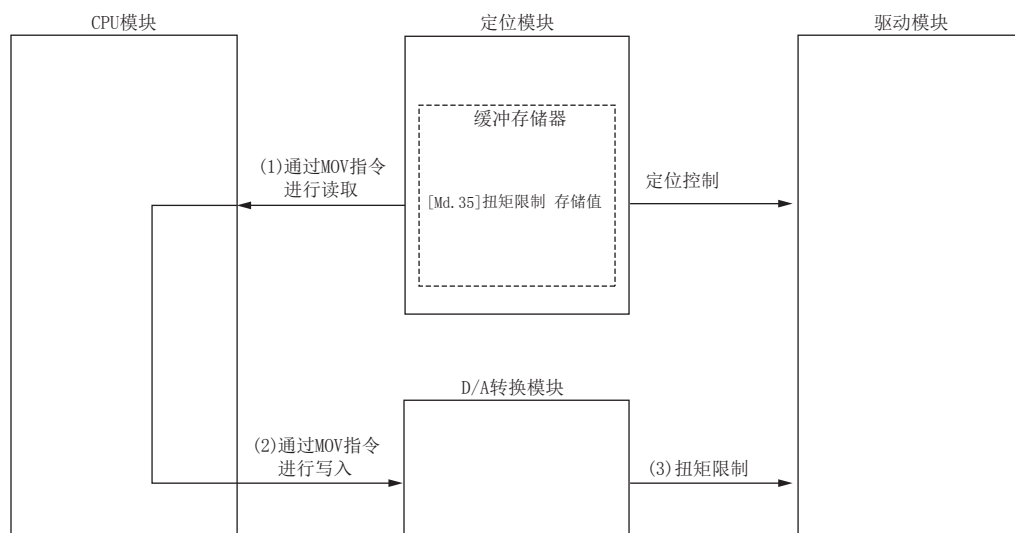 CPU模块
定位模块
驱动模块
缓冲存储器
(1)通过MOV指令
进行读取
[Md.35]扭矩限制 存储值
定位控制
D/A转换模块
(2)通过MOV指令
进行写入
(3)扭矩限制